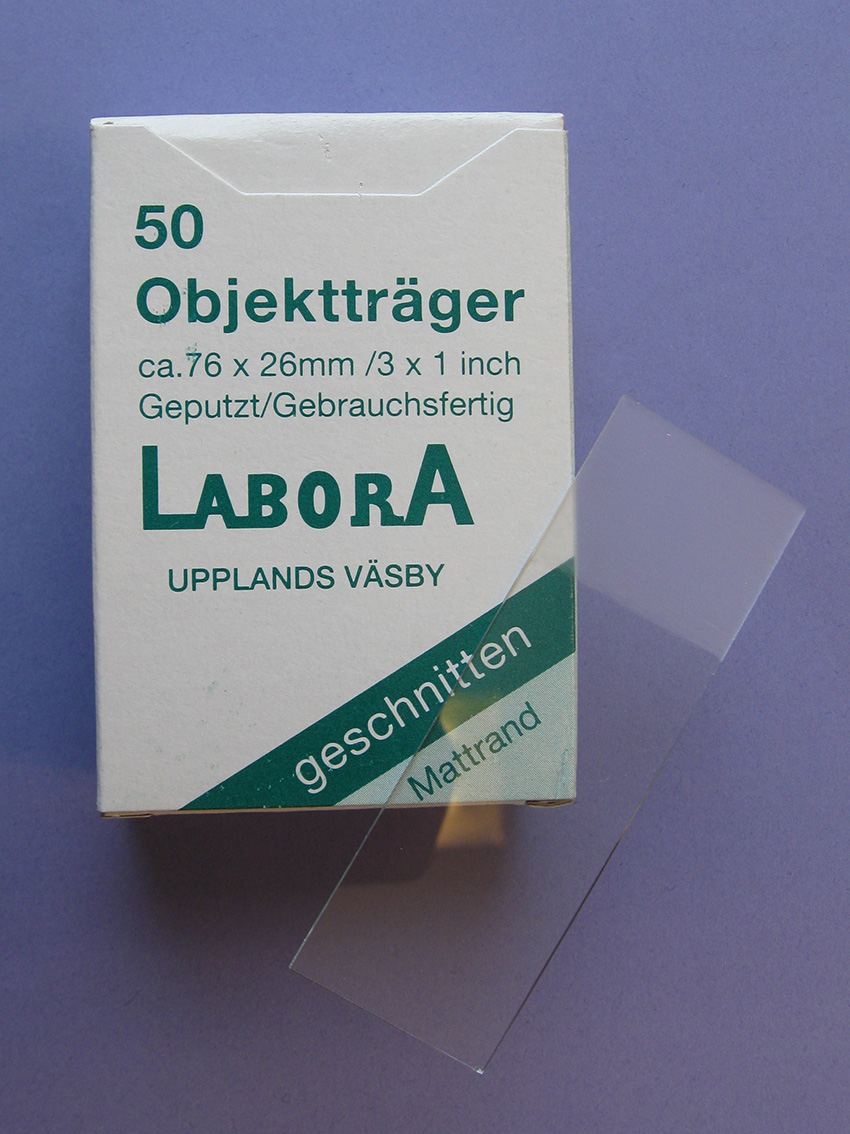 50
Objektträger
ca.76 x 26mm /3 x 1 inch
Geputzt/Gebrauchsfertig
LABORA
UPPLANDS VÄSBY
geschnitten
Mattrand